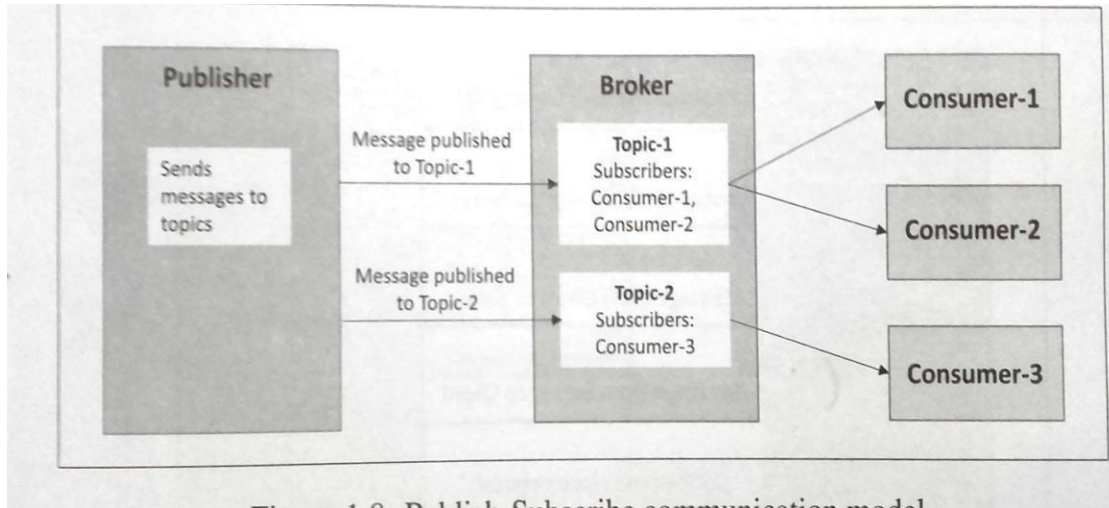 Publisher
Sends
messages to
topics
Message published
to Topic-1
Message published
to Topic-2
Broker
Topic-1
Subscribers:
Consumer-1,
Consumer-2
Topic-2
Subscribers:
Consumer-3
Consumer-1
Consumer-2
Consumer-3
Subscribe communication model